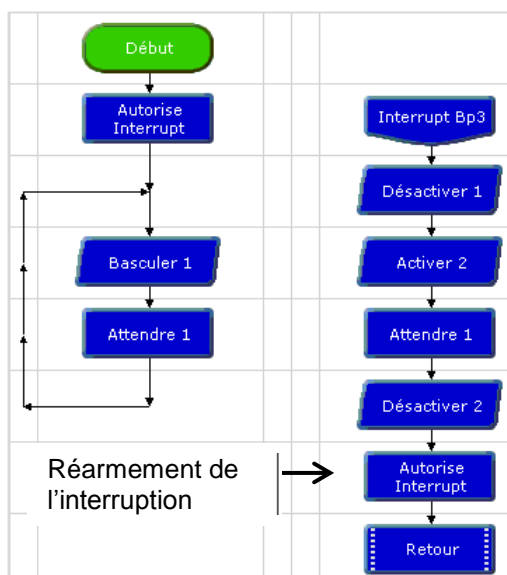 Début
Autorise
Interrupt
Basculer 1
Attendre 1
Interrupt Bp3
Désactiver 1
Activer 2
Attendre 1
Désactiver 2
Autorise
Interrupt
Retour
Réarmement de
l’interruption